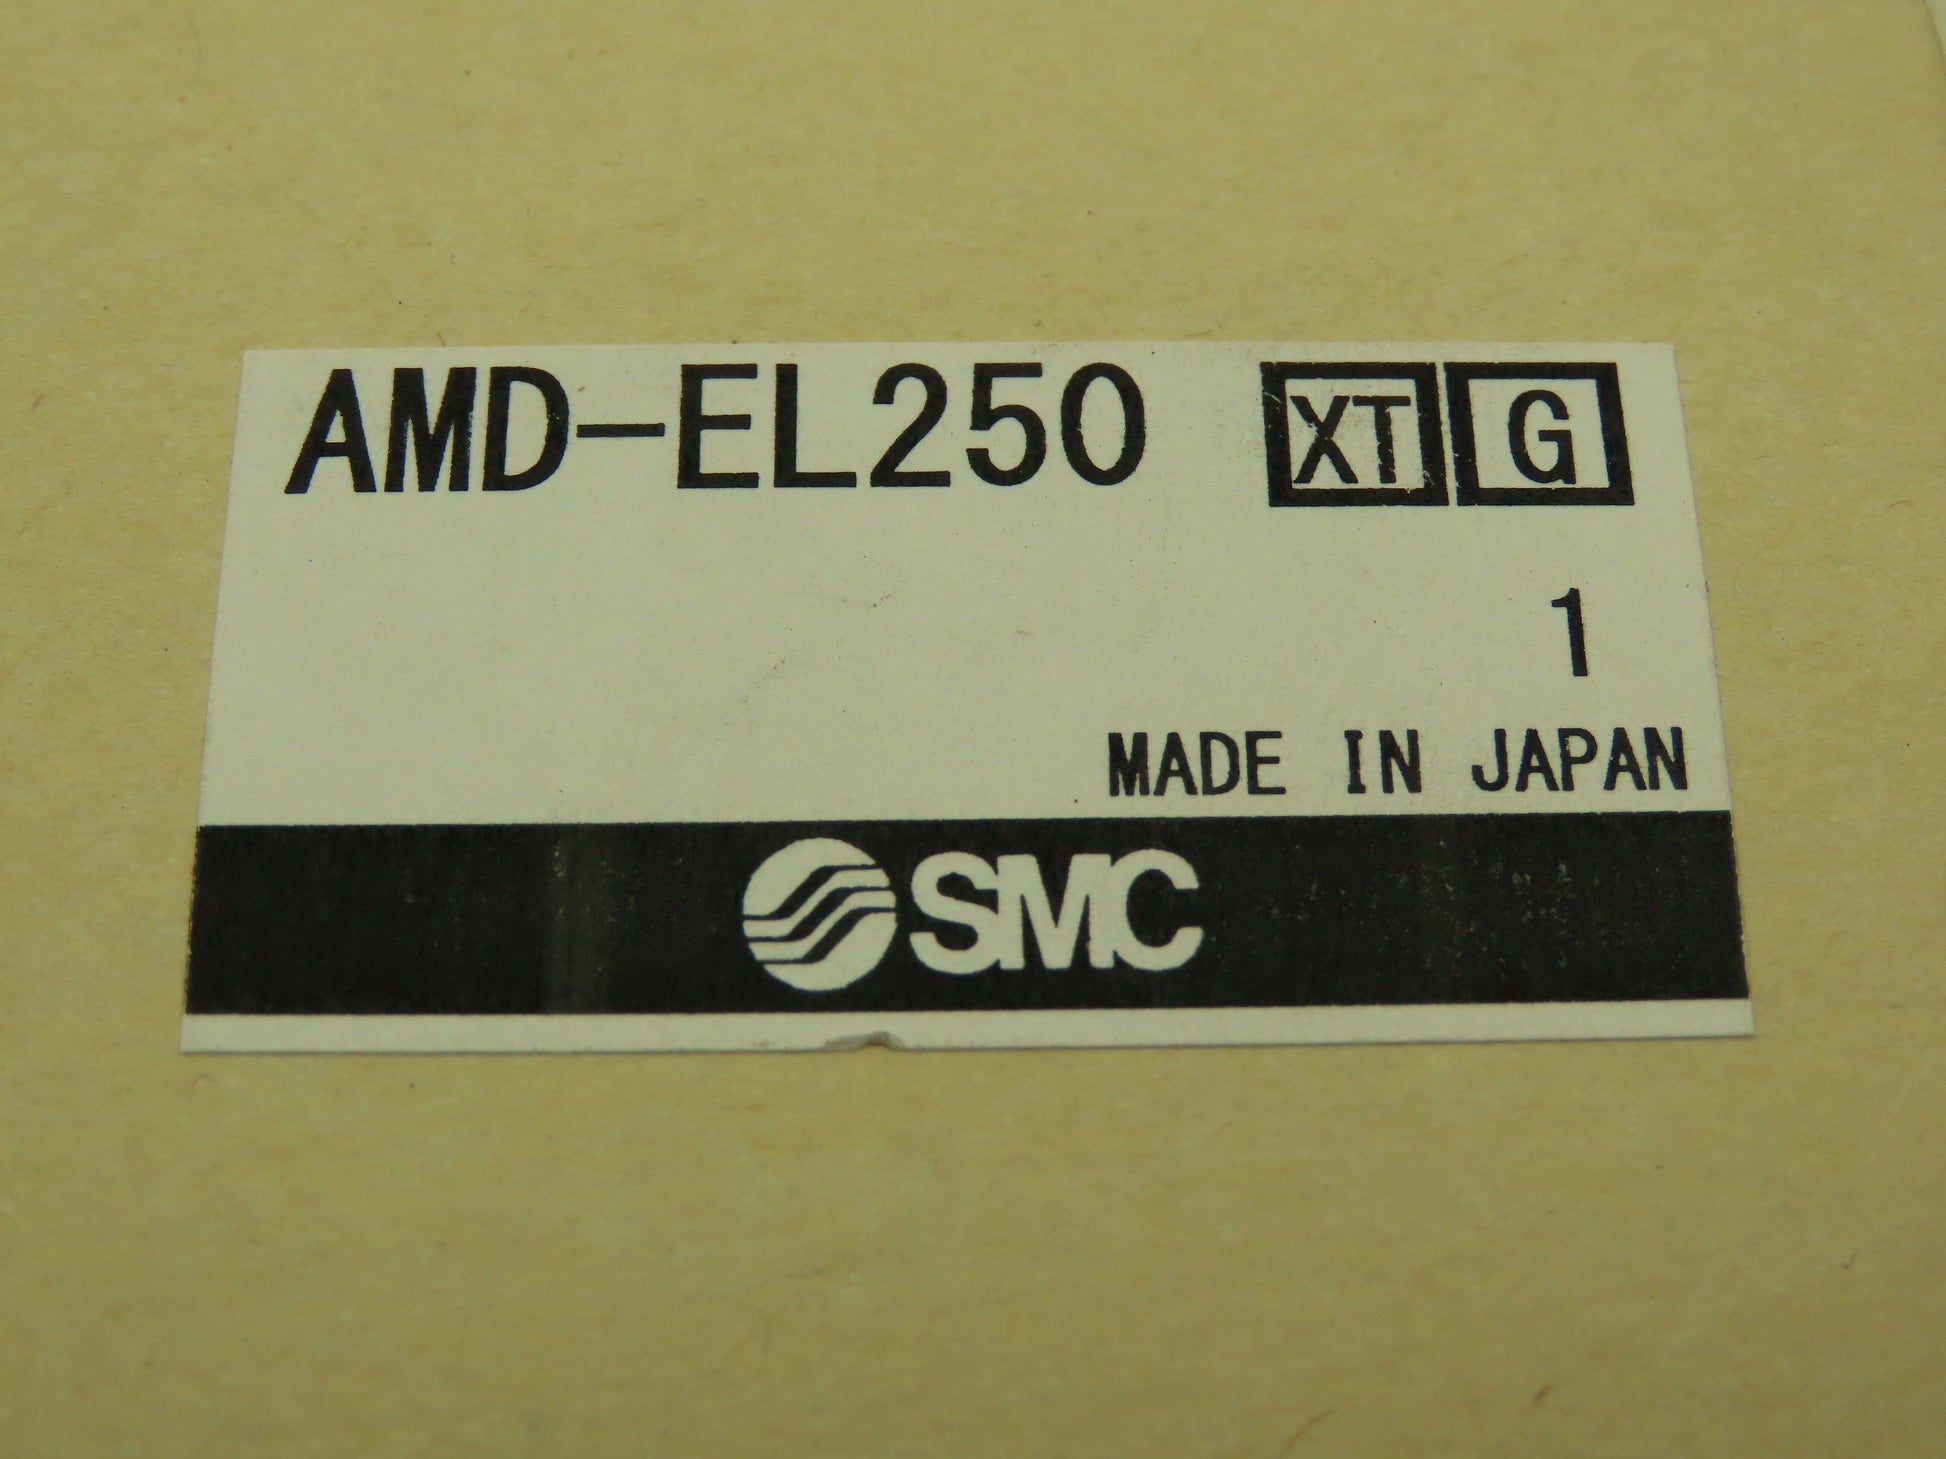 AMD-EL250 XT G
1
MADE IN JAPAN
SMC